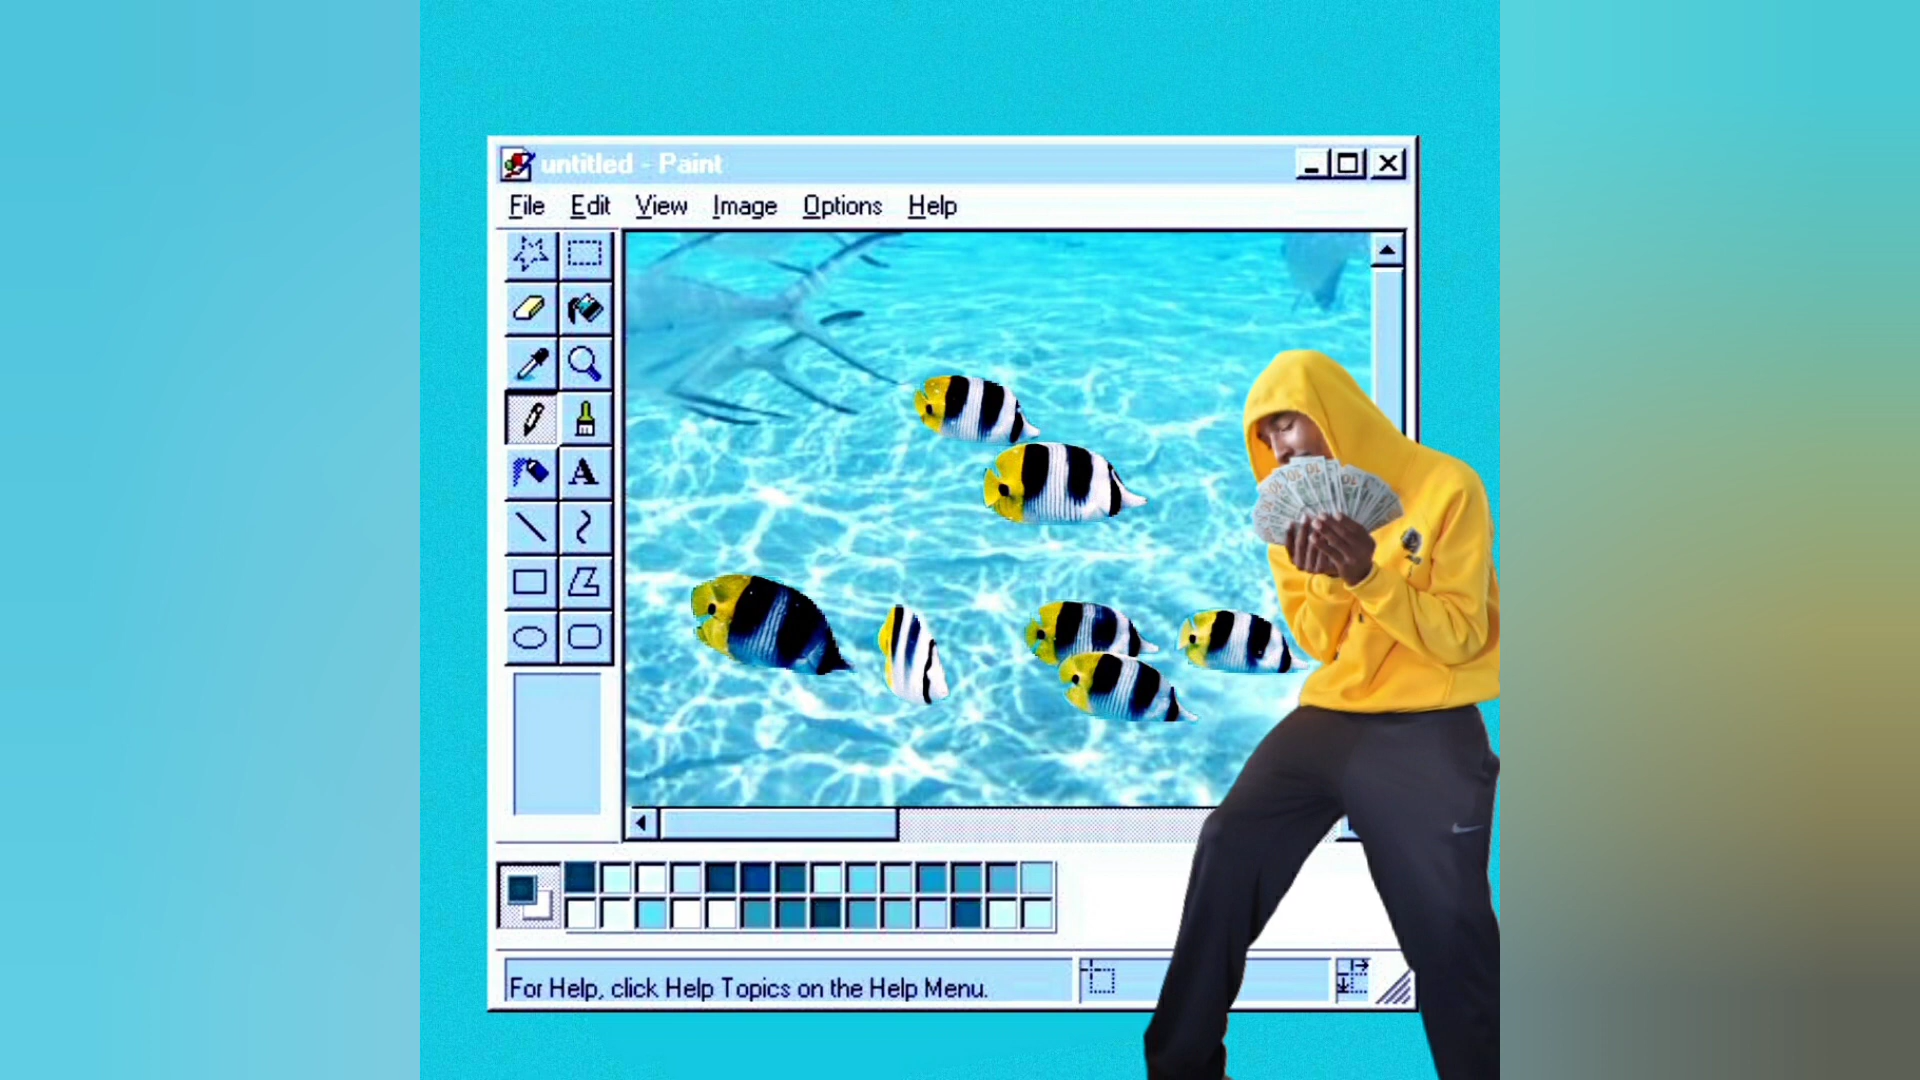 untitled - Paint
File Edit View Image Options Help
A
For Help, click Help Topics on the Help Menu.